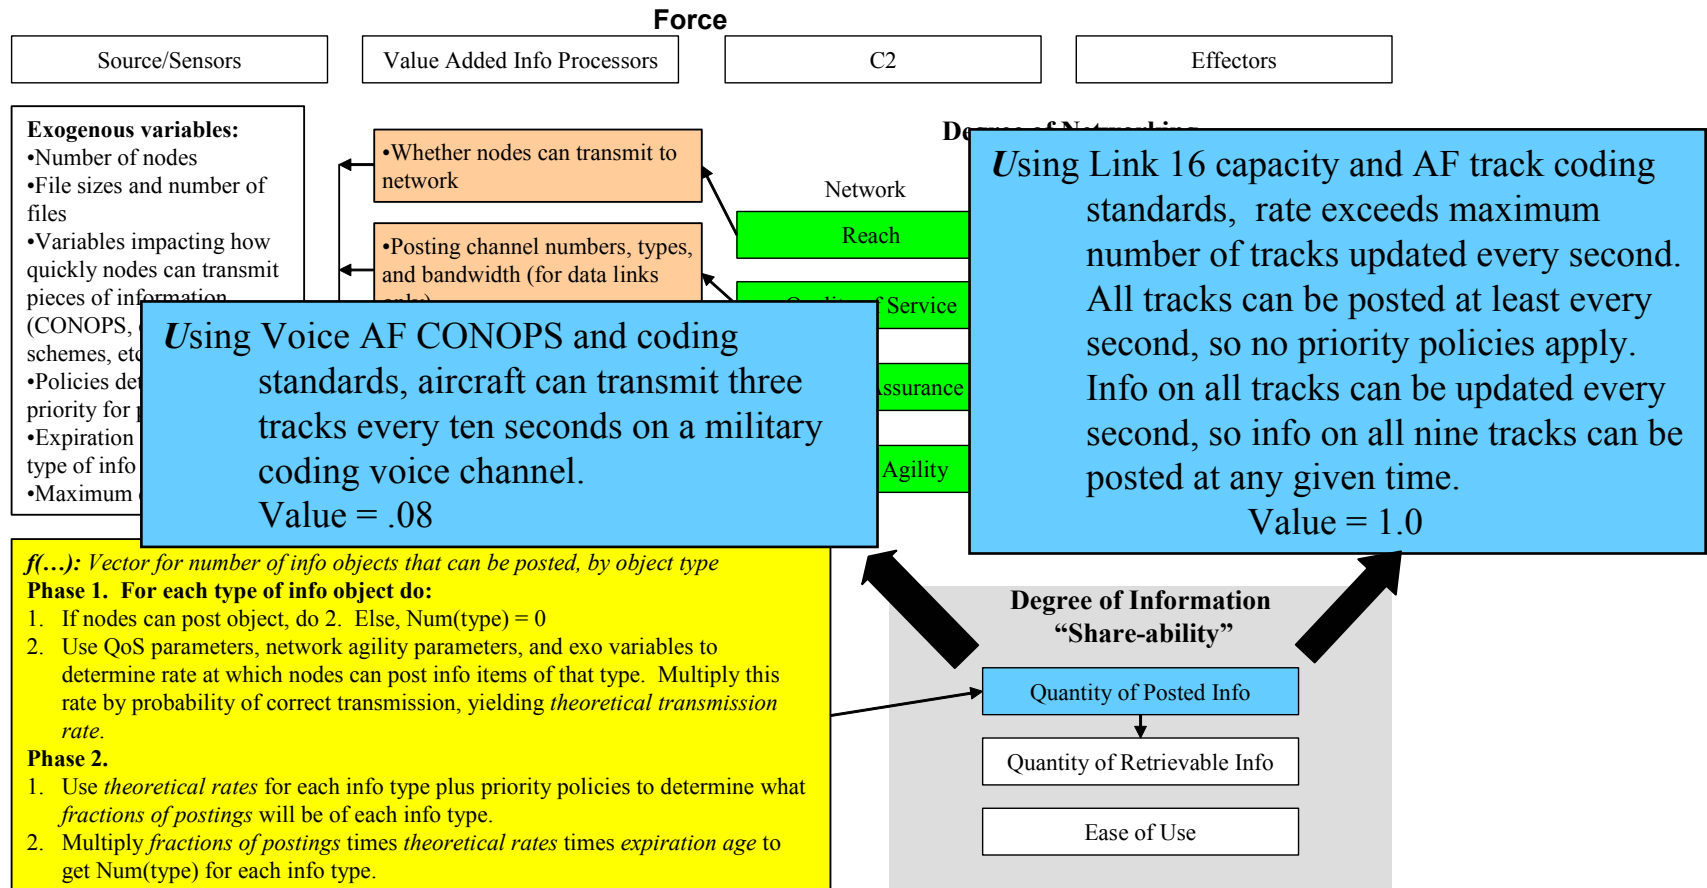 Force
Source/Sensors
Value Added Info Processors
C2
Effectors
Exogenous variables:
•Number of nodes
•File sizes and number of
files
•Variables impacting how
quickly nodes can transmit
pieces of information
(CONOPS,
schemes, etc
•Policies det
priority for
•Expiration
type of info
•Maximum
•Whether nodes can transmit to
network
•Posting channel numbers, types,
and bandwidth (for data links
only)
Degree of Networking
Network
Reach
Quality of Service
Assurance
Agility
Using Voice AF CONOPS and coding
standards, aircraft can transmit three
tracks every ten seconds on a military
coding voice channel.
Value = .08
Using Link 16 capacity and AF track coding
standards, rate exceeds maximum
number of tracks updated every second.
All tracks can be posted at least every
second, so no priority policies apply.
Info on all tracks can be updated every
second, so info on all nine tracks can be
posted at any given time.
Value = 1.0
f(…): Vector for number of info objects that can be posted, by object type
Phase 1. For each type of info object do:
1. If nodes can post object, do 2. Else, Num(type) = 0
2. Use QoS parameters, network agility parameters, and exo variables to
determine rate at which nodes can post info items of that type. Multiply this
rate by probability of correct transmission, yielding theoretical transmission
rate.
Phase 2.
1. Use theoretical rates for each info type plus priority policies to determine what
fractions of postings will be of each info type.
2. Multiply fractions of postings times theoretical rates times expiration age to
get Num(type) for each info type.
Degree of Information
“Share-ability”
Quantity of Posted Info
Quantity of Retrievable Info
Ease of Use